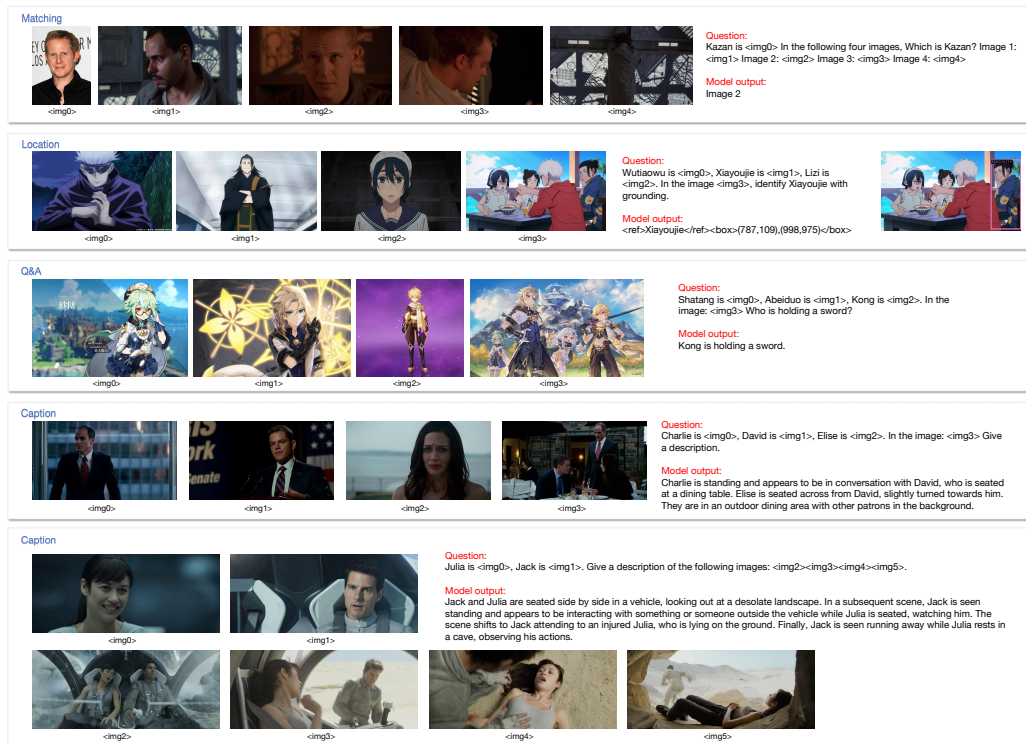 Matching
EY O
R M
LOS A
<img0>
<img1>
<img2>
<img3>
<img4>
Question:
Kazan is <img0> In the following four images, Which is Kazan? Image 1:
<img1> Image 2: <img2> Image 3: <img3> Image 4: <img4>
Model output:
Image 2
Location
<img0>
<img1>
<img2>
<img3>
Question:
Wutiaowu is <img0>, Xiayoujie is <img1>, Lizi is
<img2>. In the image <img3>, identify Xiayoujie with
grounding.
Model output:
<ref>Xiayoujie</ref><box>(787,109),(998,975)</box>
Q&A
<img0>
<img1>
<img2>
<img3>
Question:
Shatang is <img0>, Abeiduo is <img1>, Kong is <img2>. In the
image: <img3> Who is holding a sword?
Model output:
Kong is holding a sword.
Caption
IS
rk
Senate
<img0>
<img1>
<img2>
<img3>
Question:
Charlie is <img0>, David is <img1>, Elise is <img2>. In the image: <img3> Give
a description.
Model output:
Charlie is standing and appears to be in conversation with David, who is seated
at a dining table. Elise is seated across from David, slightly turned towards him.
They are in an outdoor dining area with other patrons in the background.
Caption
<img0>
<img1>
Question:
Julia is <img0>, Jack is <img1>. Give a description of the following images: <img2><img3><img4><img5>.
Model output:
Jack and Julia are seated side by side in a vehicle, looking out at a desolate landscape. In a subsequent scene, Jack is seen
standing and appears to be interacting with something or someone outside the vehicle while Julia is seated, watching him. The
scene shifts to Jack attending to an injured Julia, who is lying on the ground. Finally, Jack is seen running away while Julia rests in
a cave, observing his actions.
<img2>
<img3>
<img4>
<img5>